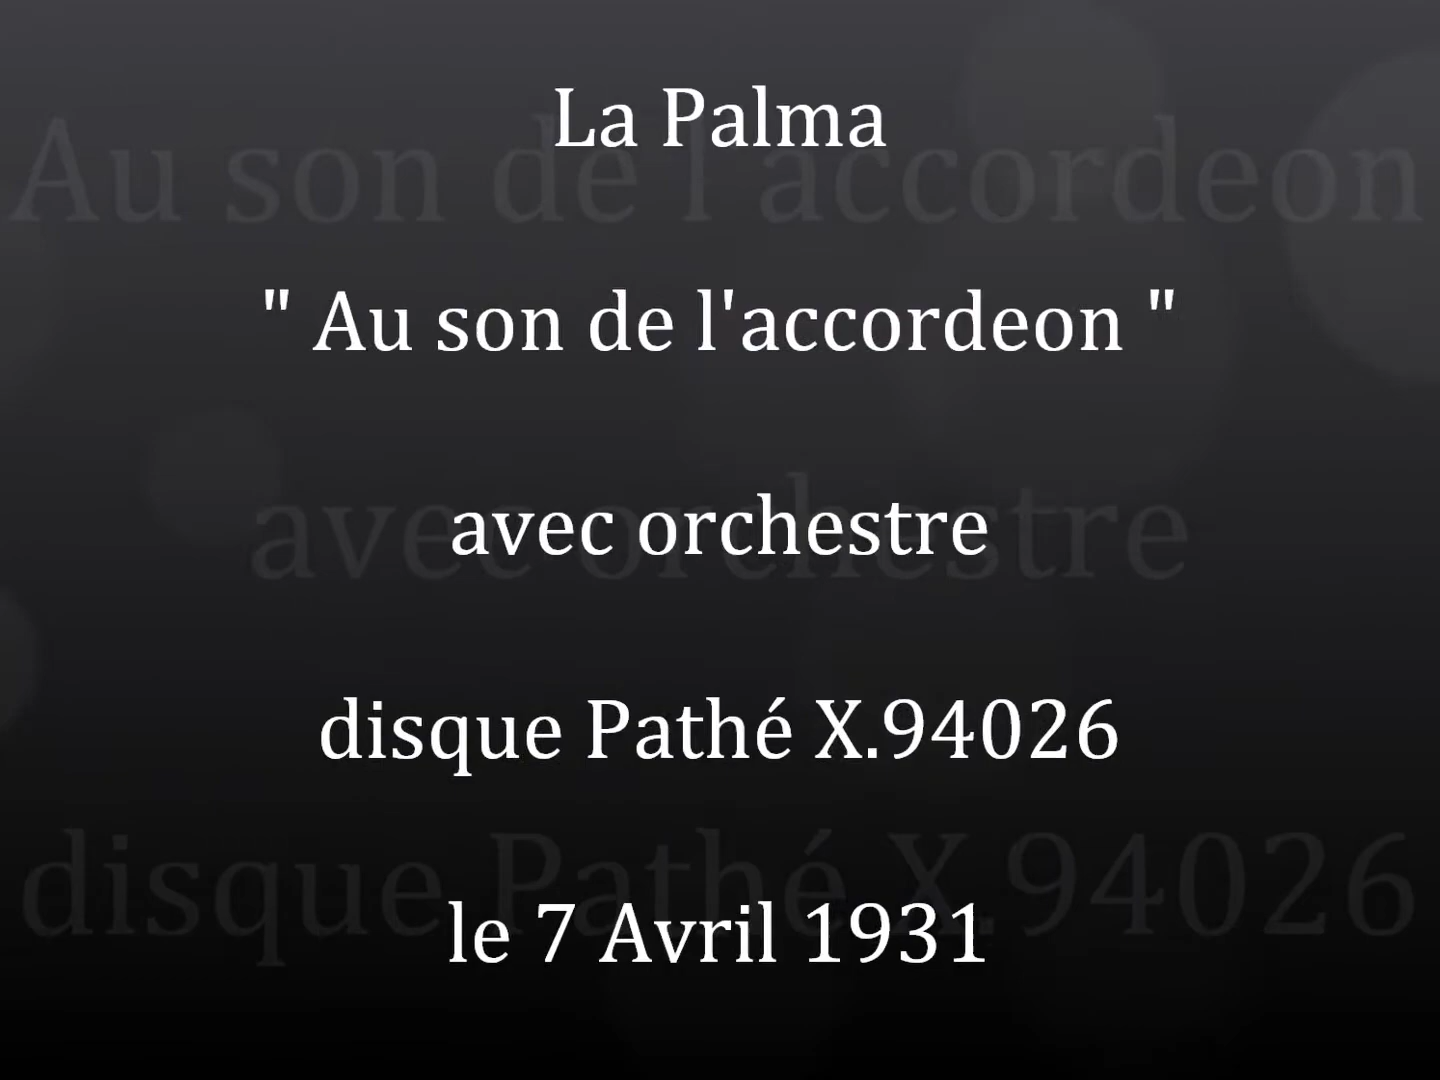 La Palma
" Au son de l'accordeon "
avec orchestre
disque Pathé X.94026
le 7 Avril 1931